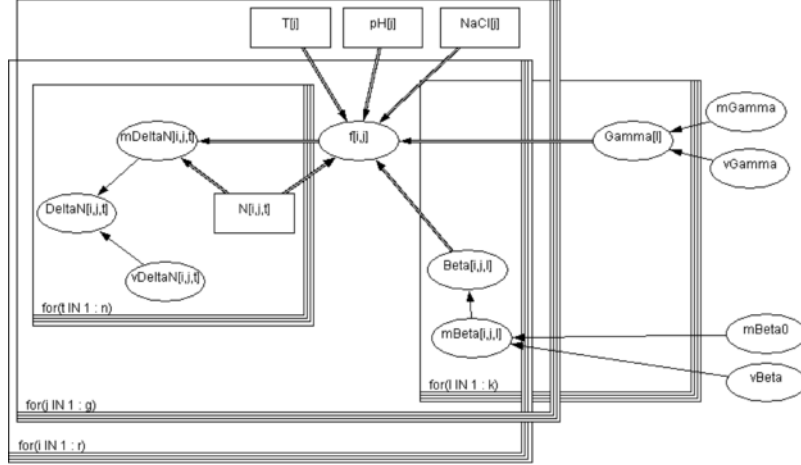 T[j]
pH[j]
NaCl[j]
mGamma
mDeltaN[i,j,t]
f[i,j]
Gamma[l]
vGamma
DeltaN[i,j,t]
N[i,j,t]
vDeltaN[i,j,t]
Beta[i,j,l]
for(t IN 1 : n)
mBeta[i,j,l]
mBeta0
vBeta
for(l IN 1 : k)
for(j IN 1 : g)
for(i IN 1 : r)